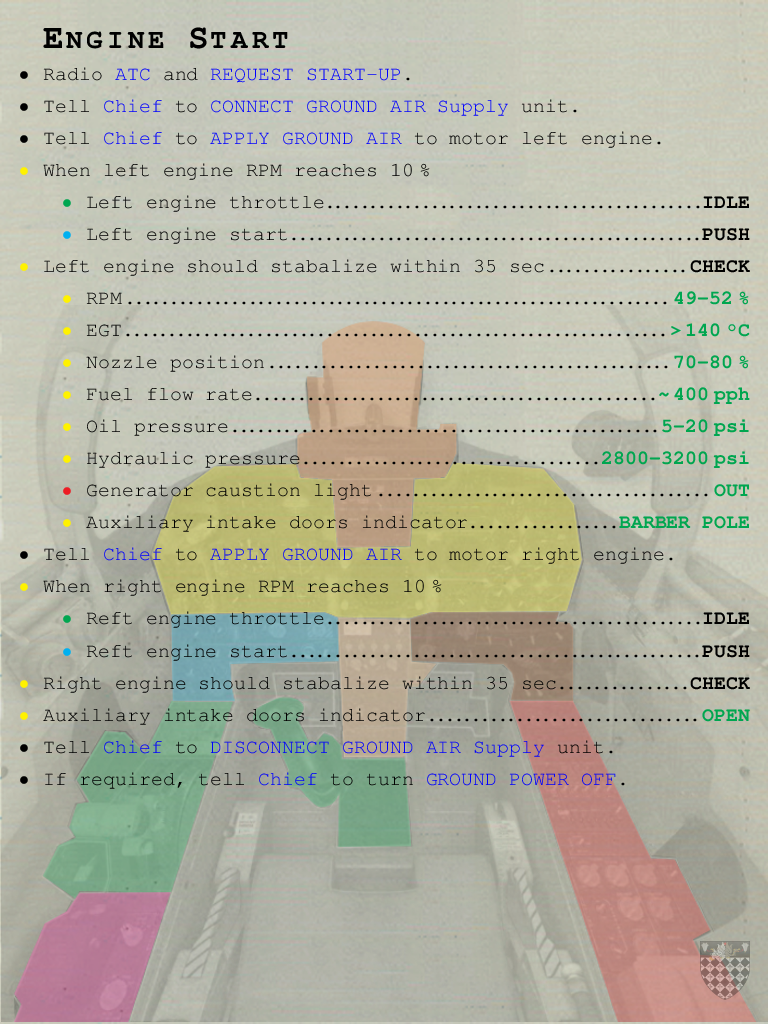 Engine Start
• Radio ATC and REQUEST START-UP.
• Tell Chief to CONNECT GROUND AIR Supply unit.
• Tell Chief to APPLY GROUND AIR to motor left engine.
• When left engine RPM reaches 10 %
• Left engine throttle..........IDLE
• Left engine start..........PUSH
• Left engine should stabalize within 35 sec..........CHECK
• RPM..........49-52 %
• EGT..........>140 °C
• Nozzle position..........70-80 %
• Fuel flow rate..........~400 pph
• Oil pressure..........5-20 psi
• Hydraulic pressure..........2800-3200 psi
• Generator caustion light..........OUT
• Auxiliary intake doors indicator..........BARBER POLE
• Tell Chief to APPLY GROUND AIR to motor right engine.
• When right engine RPM reaches 10 %
• Reft engine throttle..........IDLE
• Reft engine start..........PUSH
• Right engine should stabalize within 35 sec..........CHECK
• Auxiliary intake doors indicator..........OPEN
• Tell Chief to DISCONNECT GROUND AIR Supply unit.
• If required, tell Chief to turn GROUND POWER OFF.